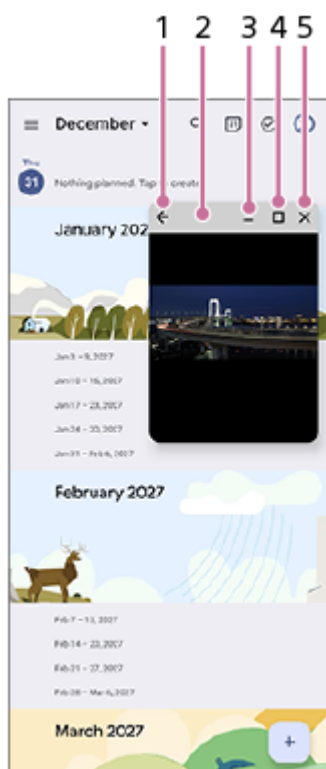 1 2 3 4 5
December
Thu
31 Nothing planned. Tap to create
January 202
Jan 3 – 9, 2027
Jan 10 – 16, 2027
Jan 17 – 23, 2027
Jan 24 – 30, 2027
Jan 31 – Feb 6, 2027
February 2027
Feb 7 – 13, 2027
Feb 14 – 20, 2027
Feb 21 – 27, 2027
Feb 28 – Mar 6, 2027
March 2027